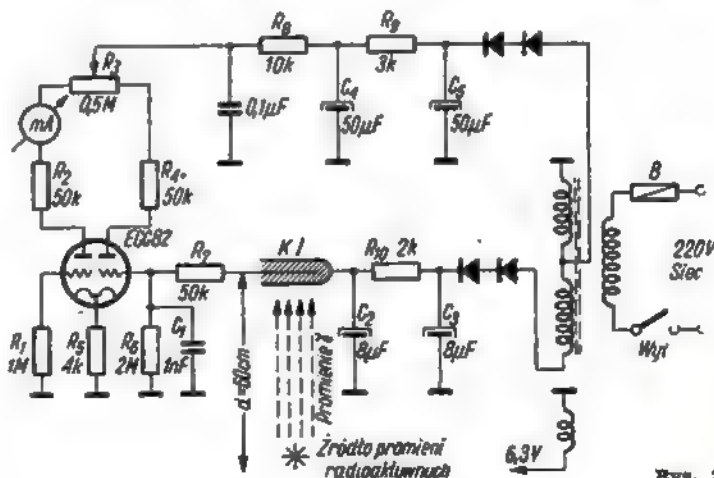 R8
10k
R9
3k
R3
0,5M
mA
0,1μF
C4
50μF
C5
50μF
R2
50k
R4
50k
ECC82
B
220V
Sieć
Wył
R7
50k
K1
R10 2k
R1
1M
R5
4k
R6
2M
C1
1nF
C2
8μF
C3
8μF
d=60cm
Promienie γ
Źródło promieni
radioaktywnych
6,3V